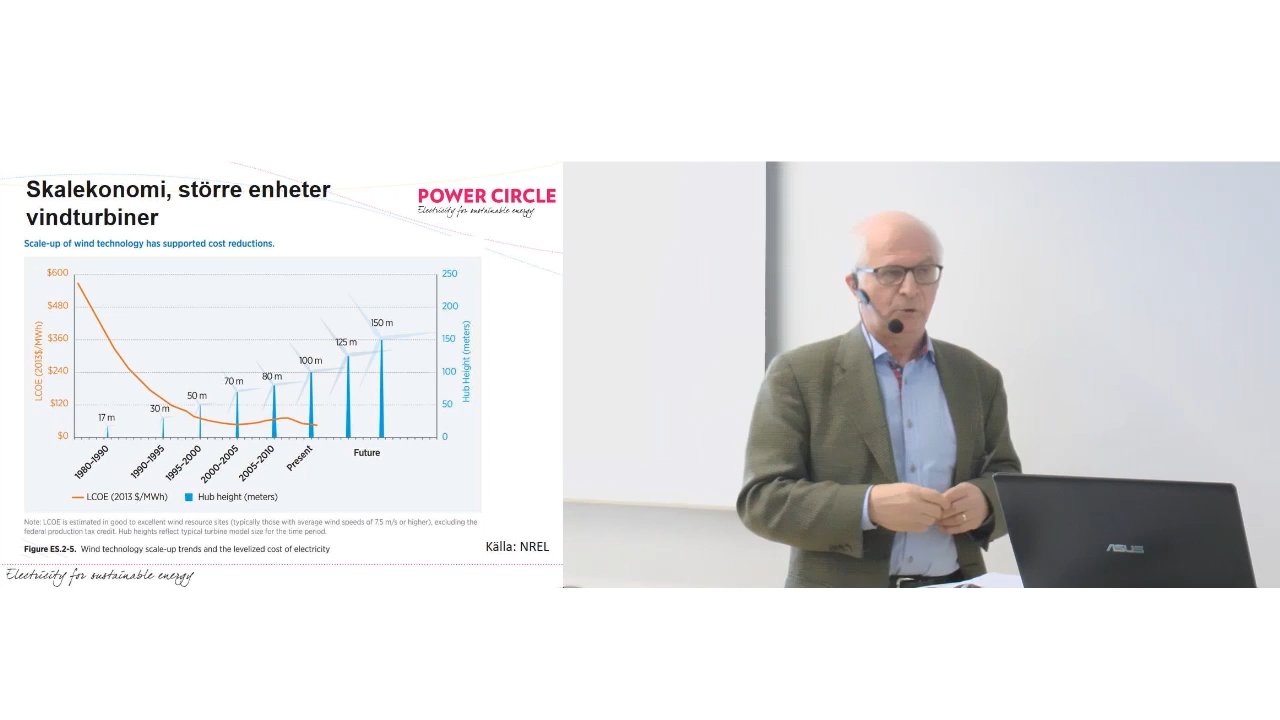 Skalekonomi, större enheter
vindturbiner
POWER CIRCLE
Electricity for sustainable energy
Scale-up of wind technology has supported cost reductions.
$600
$480
$360
$240
$120
$0
LCOE (2013$/MWh)
250
200
150
100
50
0
Hub Height (meters)
17 m
30 m
50 m
70 m
80 m
100 m
125 m
150 m
1980-1990
1990-1995
1995-2000
2000-2005
2005-2010
Present
Future
LCOE (2013 $/MWh)
Hub height (meters)
Note: LCOE is estimated in good to excellent wind resource sites (typically those with average wind speeds of 7.5 m/s or higher), excluding the
federal production tax credit. Hub heights reflect typical turbine model size for the time period.
Figure ES.2-5. Wind technology scale-up trends and the levelized cost of electricity
Källa: NREL
Electricity for sustainable energy
ASUS